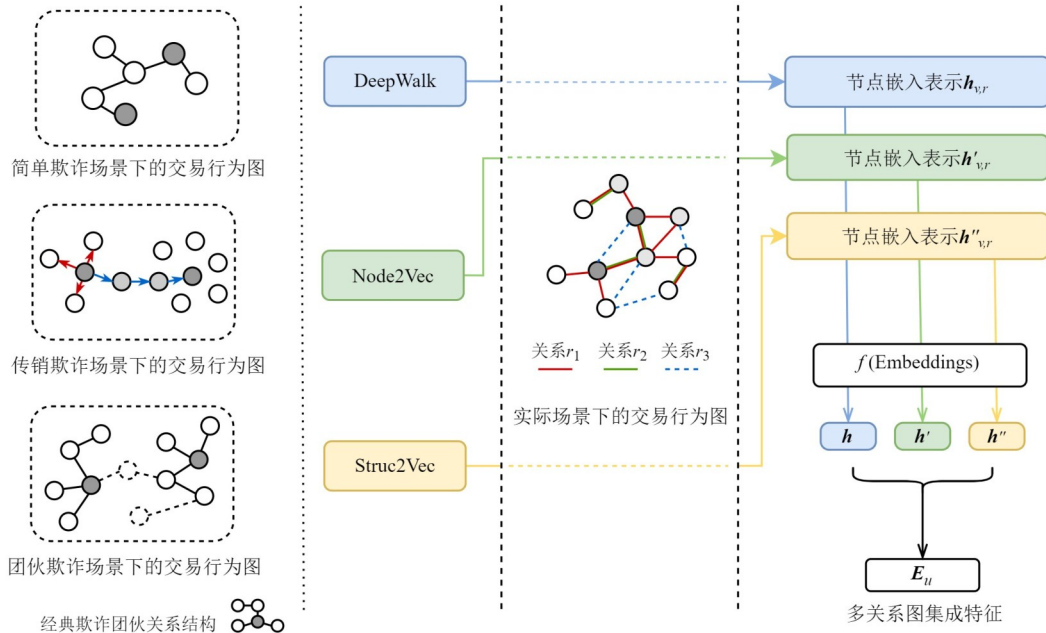 简单欺诈场景下的交易行为图
传销欺诈场景下的交易行为图
团伙欺诈场景下的交易行为图
经典欺诈团伙关系结构
DeepWalk
Node2Vec
Struc2Vec
关系r1 关系r2 关系r3
实际场景下的交易行为图
节点嵌入表示hv,r
节点嵌入表示h'v,r
节点嵌入表示h''v,r
f (Embeddings)
h h' h''
Eu
多关系图集成特征